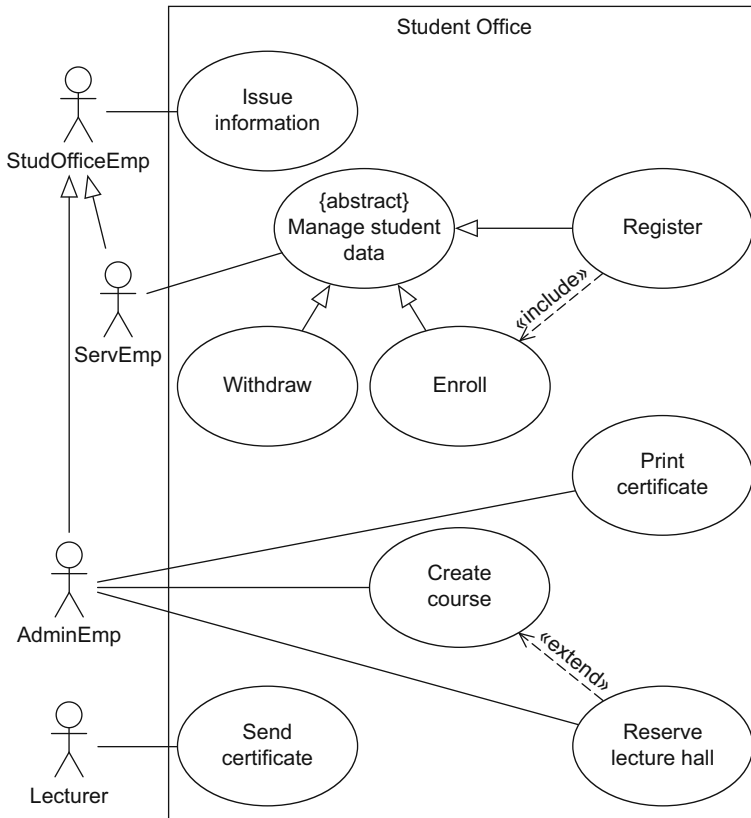 Student Office
Issue
information
StudOfficeEmp
{abstract}
Manage student
data
Register
«include»
ServEmp
Withdraw
Enroll
Print
certificate
Create
course
AdminEmp
«extend»
Send
certificate
Reserve
lecture hall
Lecturer